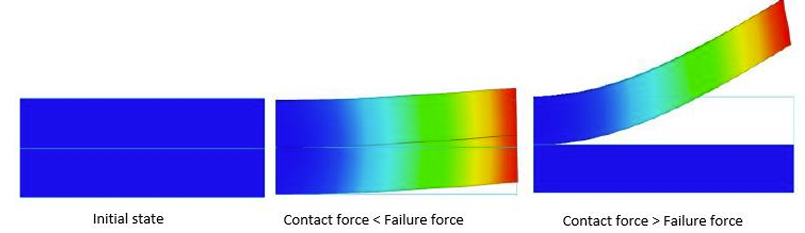 Initial state
Contact force < Failure force
Contact force > Failure force